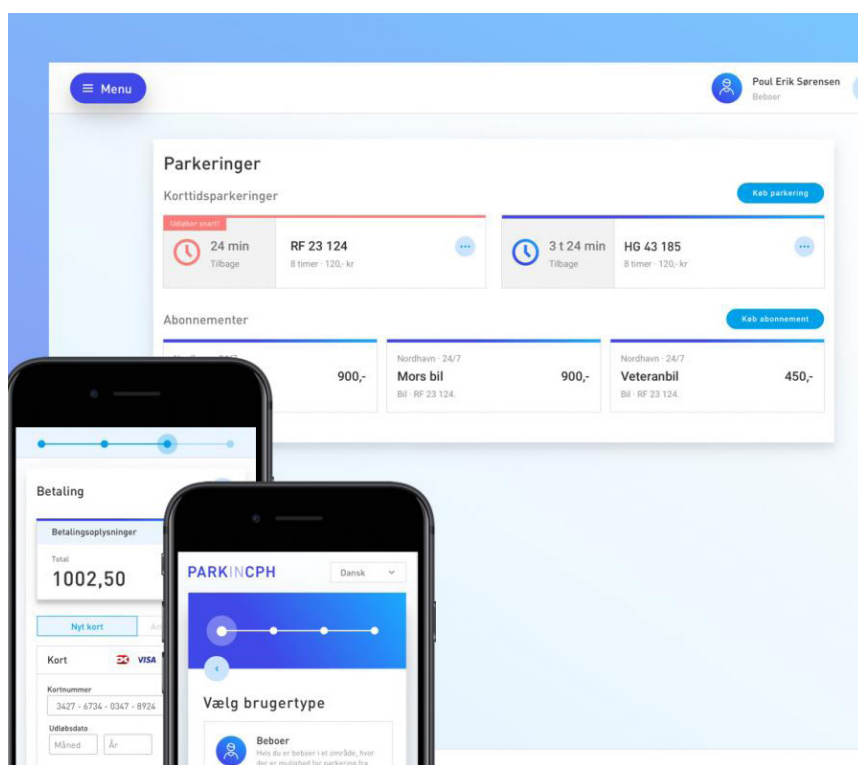 Menu
Poul Erik Sørensen
Beboer
Parkeringer
Korttidsparkeringer
Køb parkering
Udløber snart!
24 min
Tilbage
RF 23 124
8 timer · 120,- kr
3 t 24 min
Tilbage
HG 43 185
8 timer · 120,- kr
Abonnementer
Køb abonnement
900,-
Nordhavn · 24/7
Mors bil
900,-
Bil · RF 23 124.
Nordhavn · 24/7
Veteranbil
450,-
Bil · RF 23 124.
Betaling
Betalingsoplysninger
Total
1002,50
Nyt kort
Kort
VISA
Kortnummer
3427 - 6734 - 0347 - 8924
Udløbsdato
Måned
År
PARKINCPH
Dansk
Vælg brugertype
Beboer
Hvis du er beboer i et område, hvor
der er mulighed for parkering fra